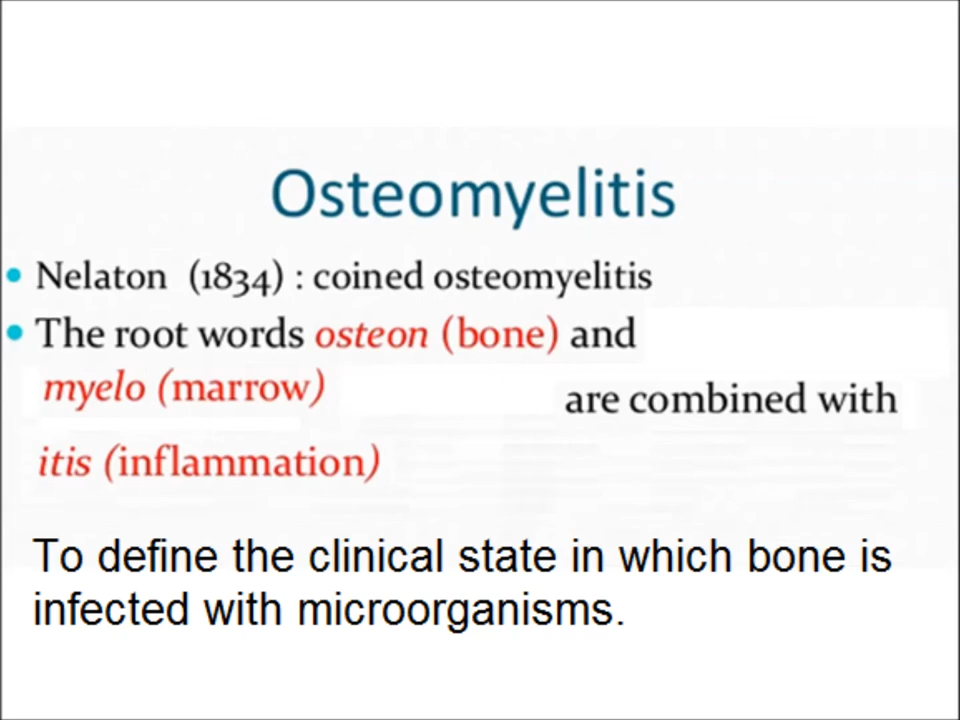 Osteomyelitis
• Nelaton (1834) : coined osteomyelitis
• The root words osteon (bone) and
myelo (marrow) are combined with
itis (inflammation)
To define the clinical state in which bone is
infected with microorganisms.